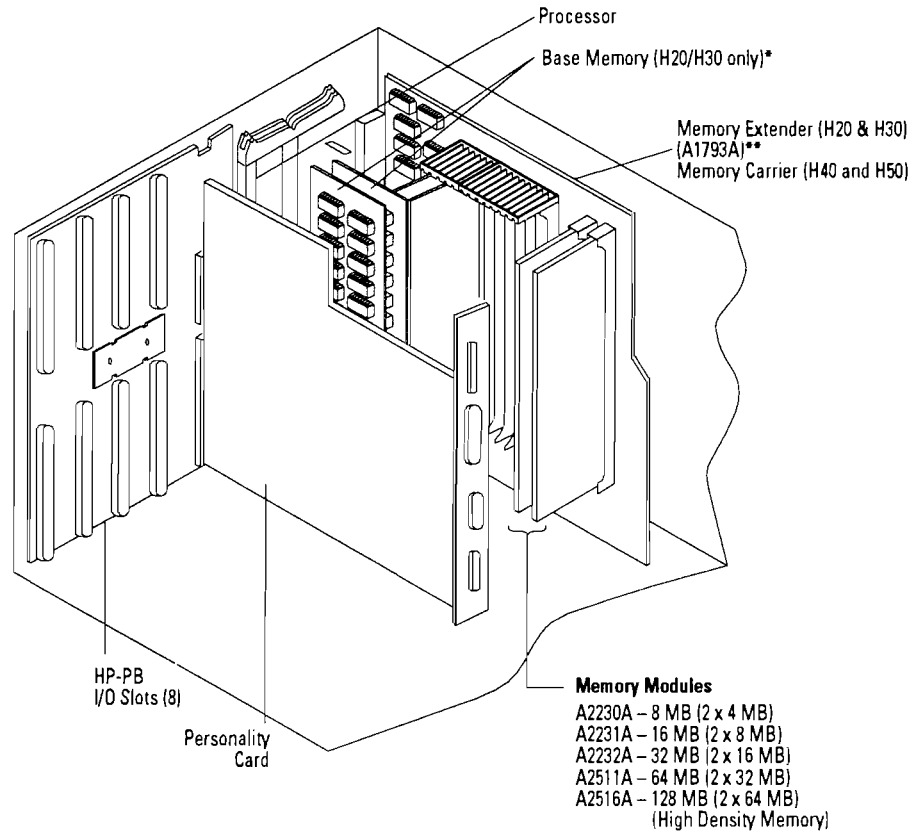 Processor
Base Memory (H20/H30 only)*
Memory Extender (H20 & H30)
(A1793A)**
Memory Carrier (H40 and H50)
HP-PB
I/O Slots (8)
Personality
Card
Memory Modules
A2230A – 8 MB (2 x 4 MB)
A2231A – 16 MB (2 x 8 MB)
A2232A – 32 MB (2 x 16 MB)
A2511A – 64 MB (2 x 32 MB)
A2516A – 128 MB (2 x 64 MB)
(High Density Memory)